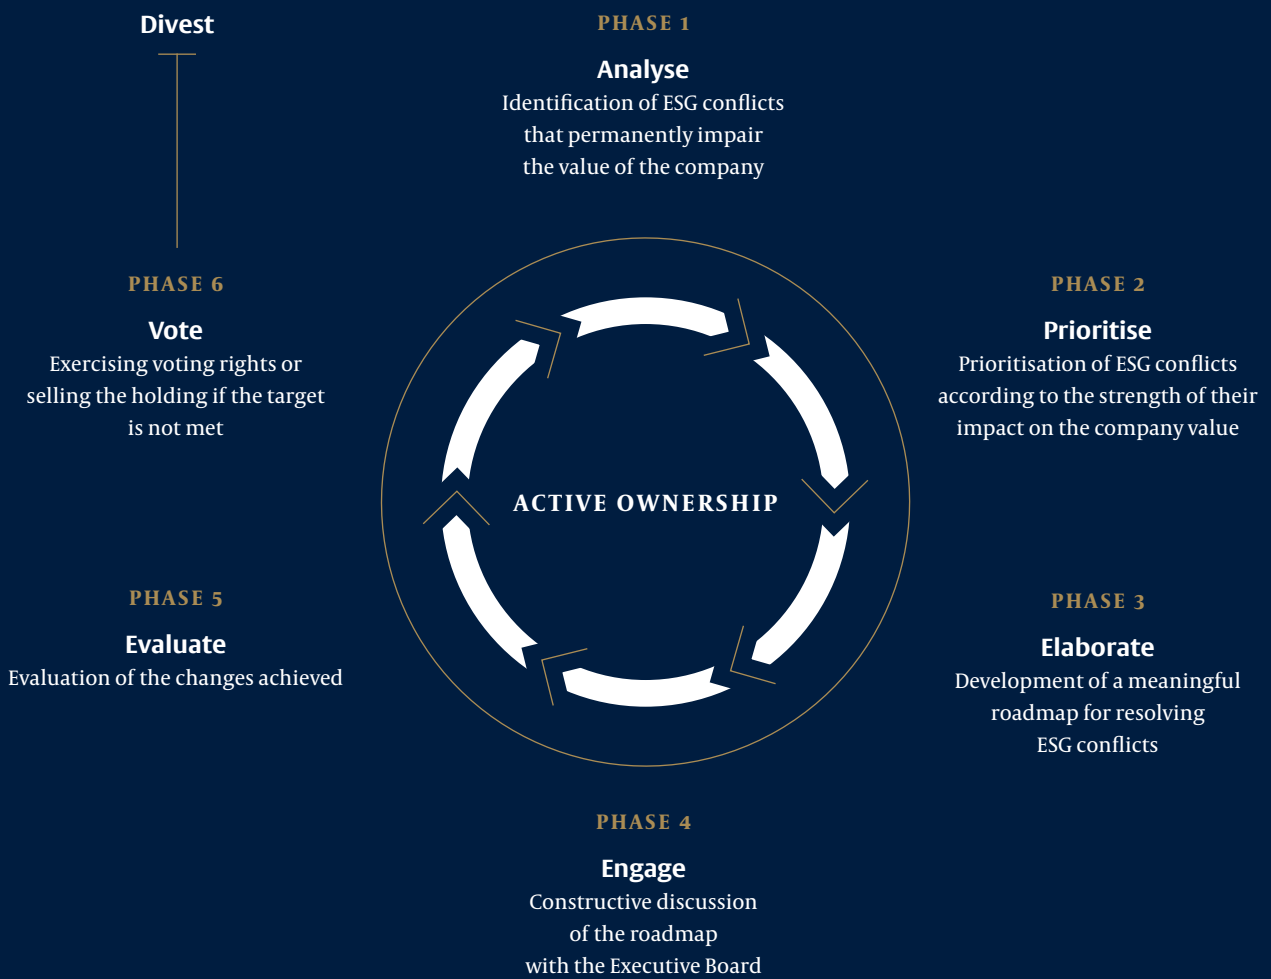 Divest
PHASE 1
Analyse
Identification of ESG conflicts
that permanently impair
the value of the company
PHASE 2
Prioritise
Prioritisation of ESG conflicts
according to the strength of their
impact on the company value
PHASE 3
Elaborate
Development of a meaningful
roadmap for resolving
ESG conflicts
PHASE 4
Engage
Constructive discussion
of the roadmap
with the Executive Board
PHASE 5
Evaluate
Evaluation of the changes achieved
PHASE 6
Vote
Exercising voting rights or
selling the holding if the target
is not met
ACTIVE OWNERSHIP